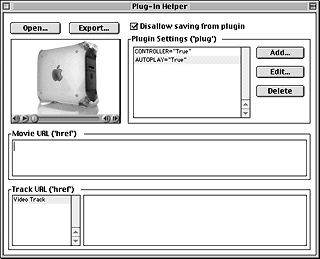 Plug-In Helper
Open...
Export...
Disallow saving from plugin
Plugin Settings ('plug')
CONTROLLER="True"
AUTOPLAY="True"
Add...
Edit...
Delete
Movie URL ('href')
Track URL ('href')
Video Track